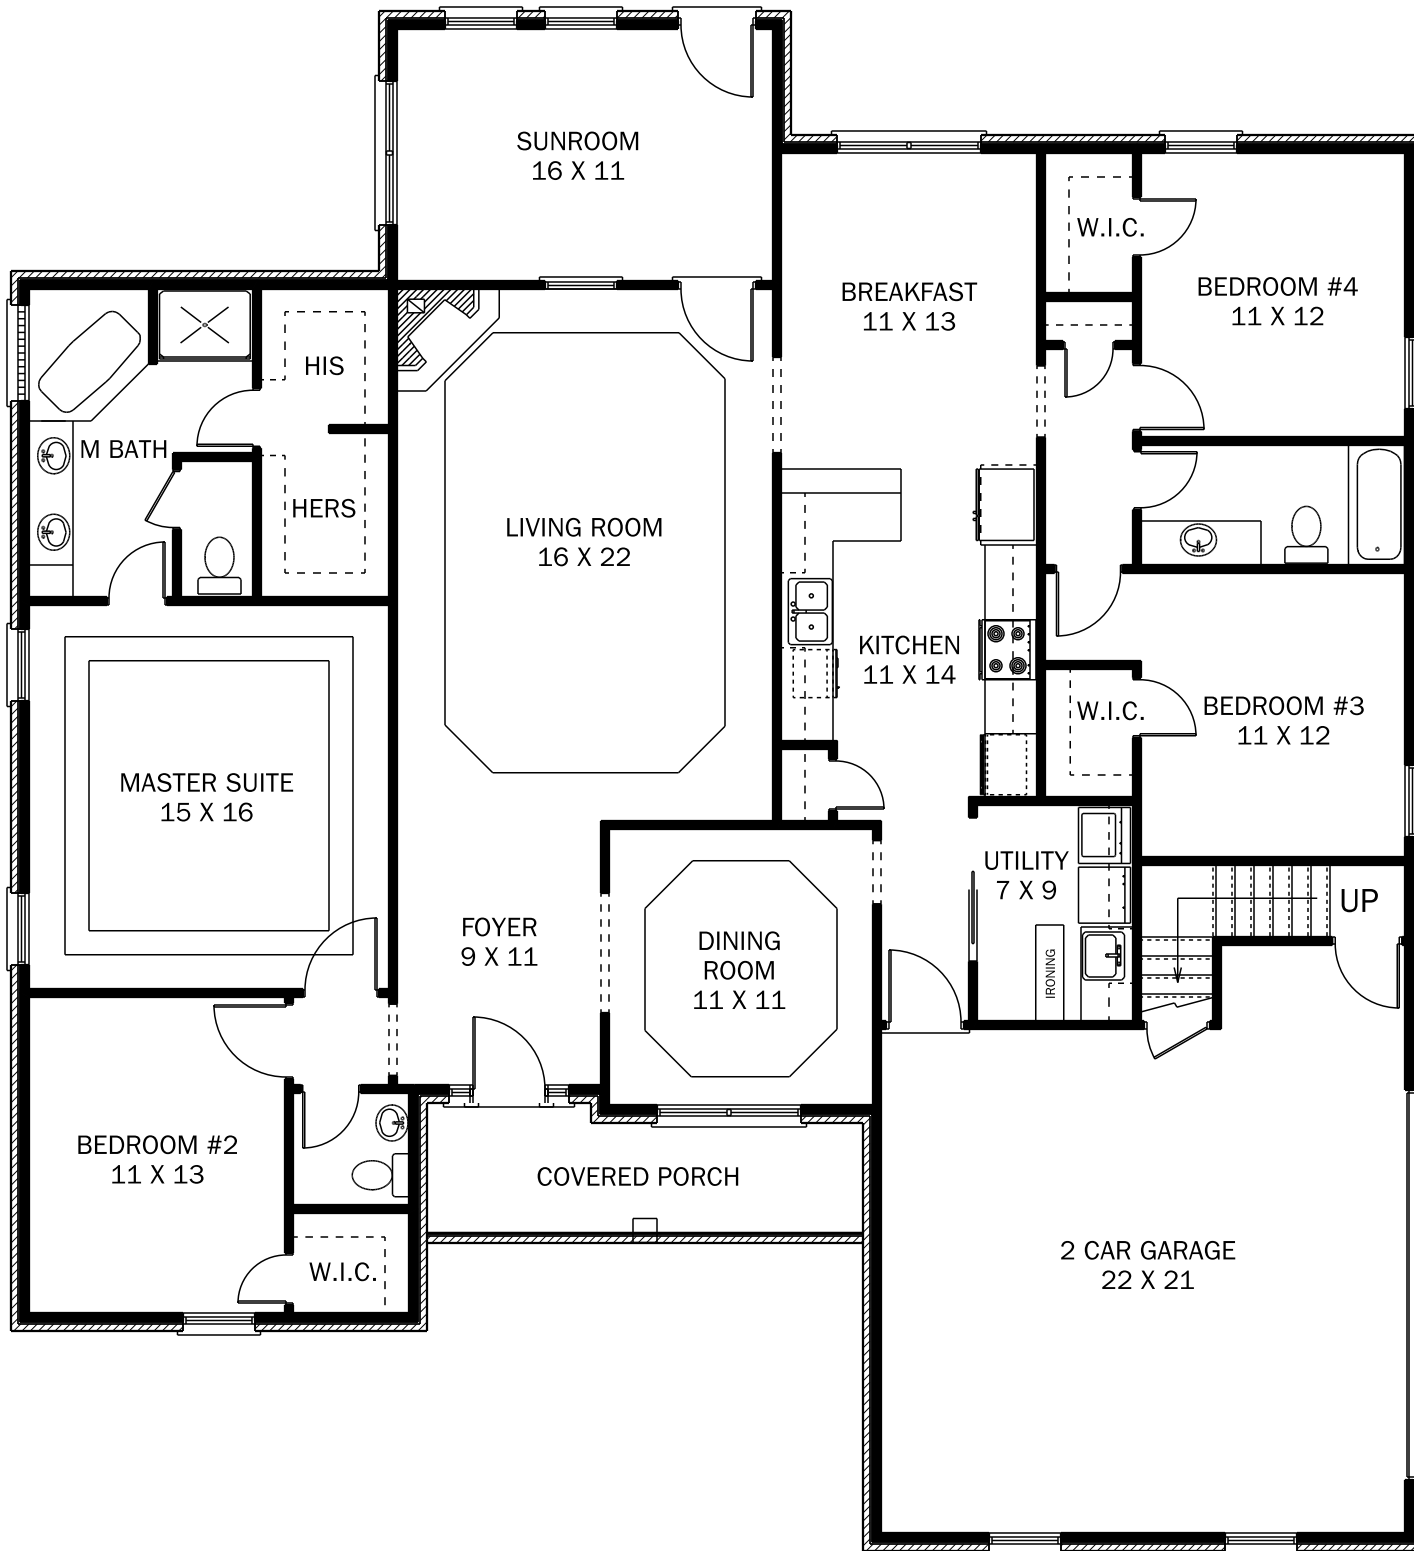 SUNROOM
16 X 11
W.I.C.
BREAKFAST
11 X 13
BEDROOM #4
11 X 12
HIS
M BATH
HERS
LIVING ROOM
16 X 22
KITCHEN
11 X 14
W.I.C.
BEDROOM #3
11 X 12
MASTER SUITE
15 X 16
UTILITY
7 X 9
UP
FOYER
9 X 11
DINING
ROOM
11 X 11
IRONING
BEDROOM #2
11 X 13
COVERED PORCH
W.I.C.
2 CAR GARAGE
22 X 21